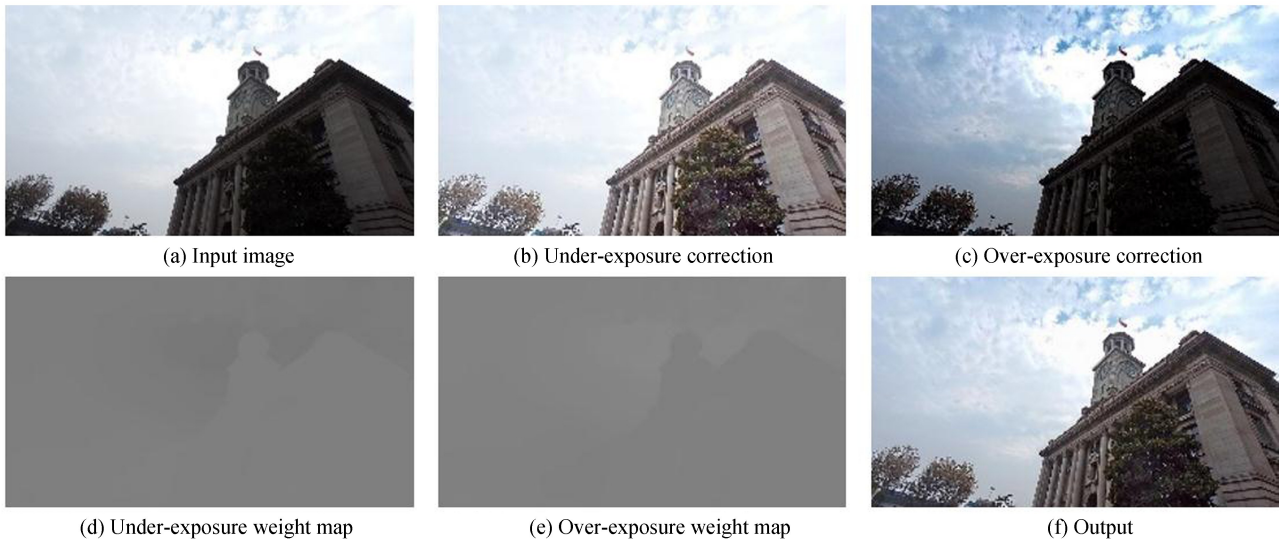 (a) Input image
(b) Under-exposure correction
(c) Over-exposure correction
(d) Under-exposure weight map
(e) Over-exposure weight map
(f) Output